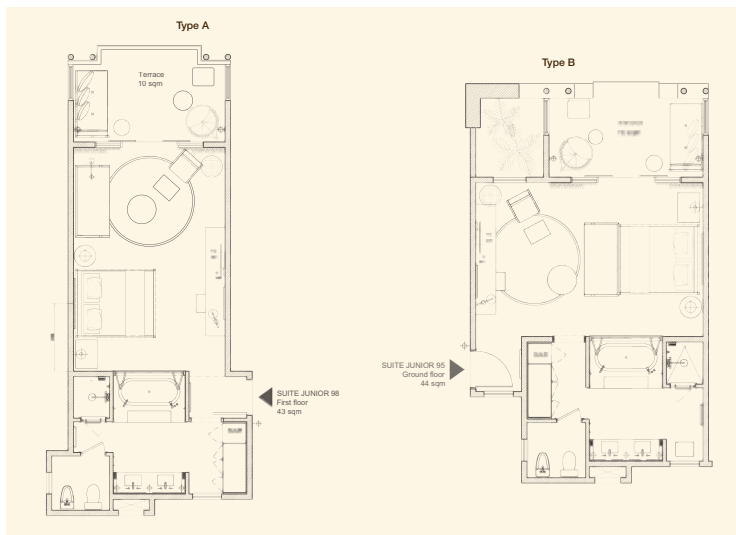 Type A
Terrace
10 sqm
SUITE JUNIOR 98
First floor
43 sqm
Type B
SUITE JUNIOR 95
Ground floor
44 sqm